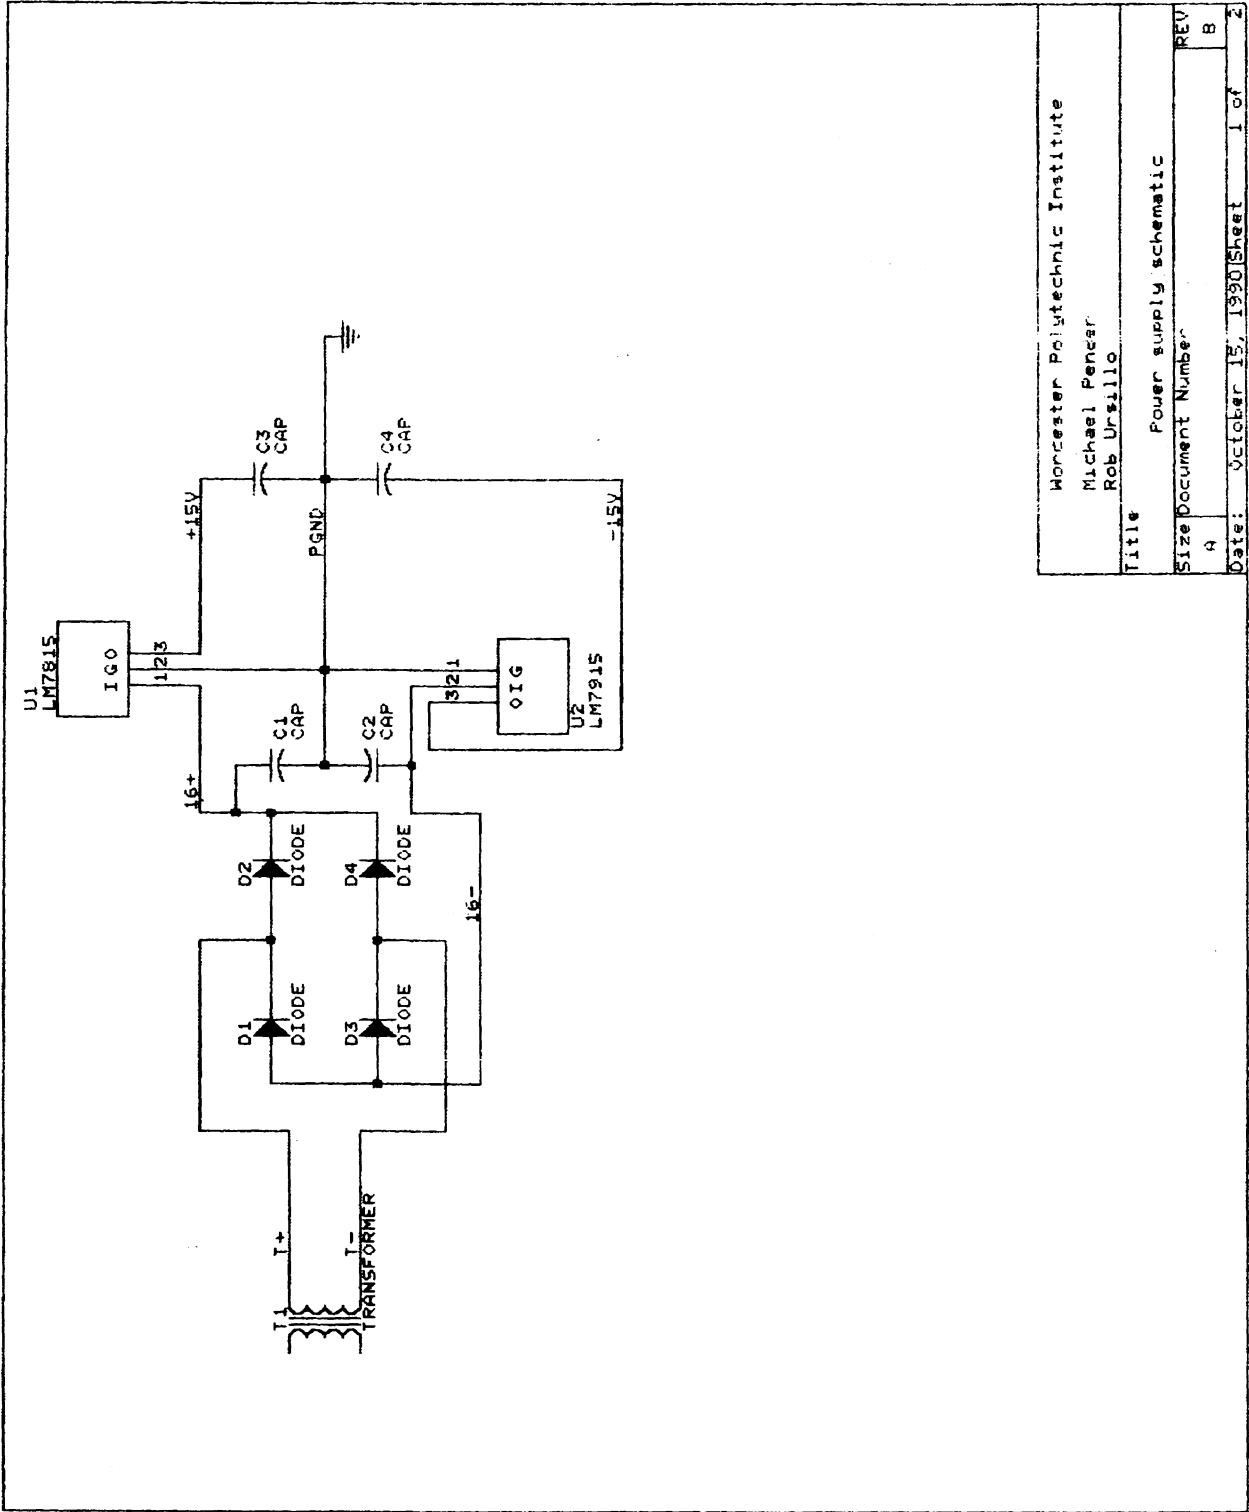 U1
LM7815
I G O
1 2 3
16+
+15V
C1
CAP
C3
CAP
PGND
C2
CAP
C4
CAP
D1
DIODE
D2
DIODE
D3
DIODE
D4
DIODE
T1
T+
T-
TRANSFORMER
16-
3 2 1
O I G
U2
LM7915
-15V
Worcester Polytechnic Institute
Michael Pencer
Rob Ursillo
Title
Power supply schematic
Size Document Number REV
A B
Date: October 15, 1990 Sheet 1 of 2